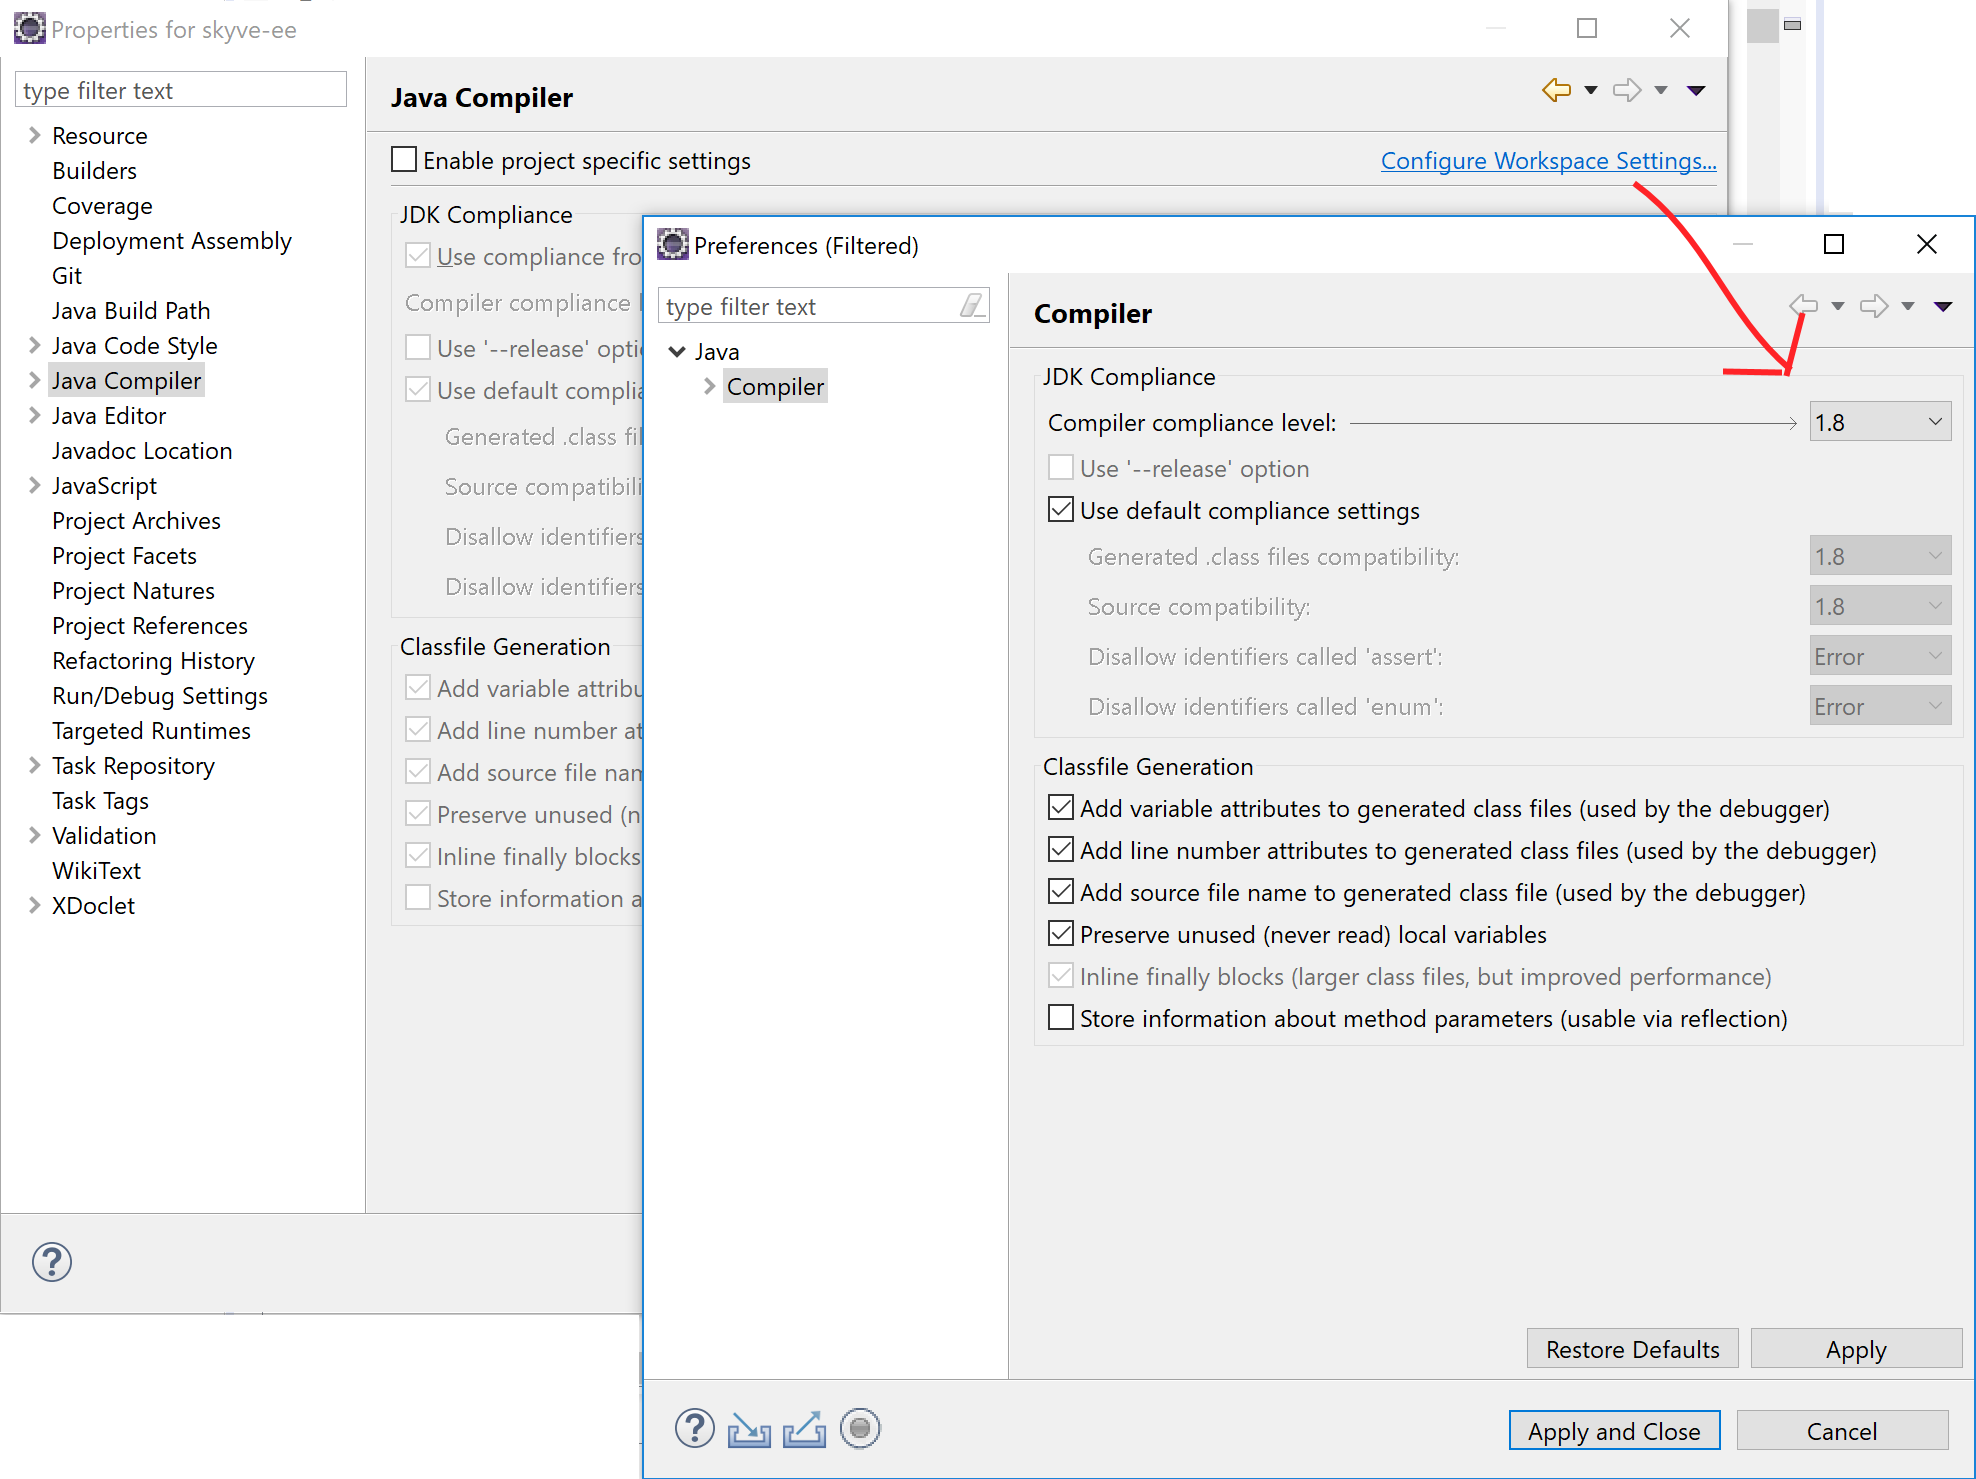 Properties for skyve-ee
type filter text
Resource
Builders
Coverage
Deployment Assembly
Git
Java Build Path
Java Code Style
Java Compiler
Java Editor
Javadoc Location
JavaScript
Project Archives
Project Facets
Project Natures
Project References
Refactoring History
Run/Debug Settings
Targeted Runtimes
Task Repository
Task Tags
Validation
WikiText
XDoclet
Java Compiler
Enable project specific settings
Configure Workspace Settings...
JDK Compliance
Use compliance fro
Compiler compliance
Use '--release' opti
Use default complia
Generated .class fil
Source compatibili
Disallow identifiers
Disallow identifiers
Classfile Generation
Add variable attribu
Add line number at
Add source file nam
Preserve unused (n
Inline finally blocks
Store information a
Preferences (Filtered)
type filter text
Java
Compiler
Compiler
JDK Compliance
Compiler compliance level: 1.8
Use '--release' option
Use default compliance settings
Generated .class files compatibility: 1.8
Source compatibility: 1.8
Disallow identifiers called 'assert': Error
Disallow identifiers called 'enum': Error
Classfile Generation
Add variable attributes to generated class files (used by the debugger)
Add line number attributes to generated class files (used by the debugger)
Add source file name to generated class file (used by the debugger)
Preserve unused (never read) local variables
Inline finally blocks (larger class files, but improved performance)
Store information about method parameters (usable via reflection)
Restore Defaults Apply
Apply and Close Cancel